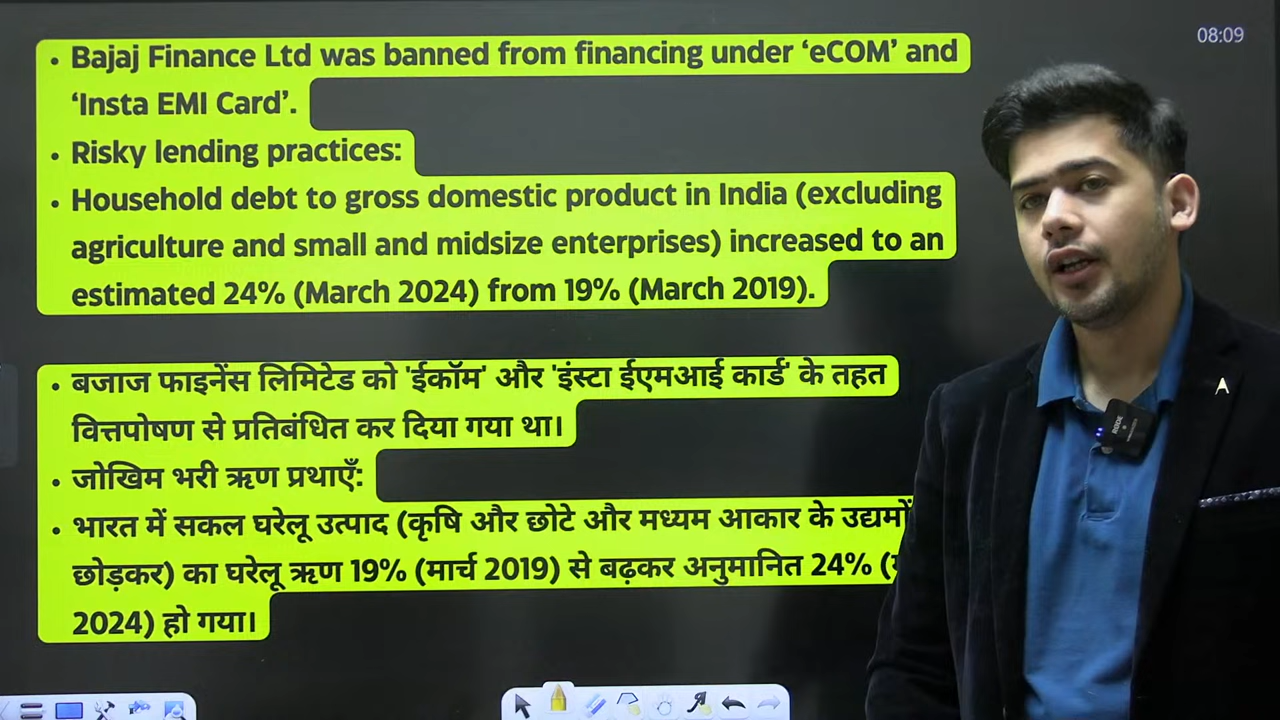 08:09
• Bajaj Finance Ltd was banned from financing under ‘eCOM’ and
‘Insta EMI Card’.
• Risky lending practices:
• Household debt to gross domestic product in India (excluding
agriculture and small and midsize enterprises) increased to an
estimated 24% (March 2024) from 19% (March 2019).
• बजाज फाइनेंस लिमिटेड को 'ईकॉम' और 'इंस्टा ईएमआई कार्ड' के तहत
वित्तपोषण से प्रतिबंधित कर दिया गया था।
• जोखिम भरी ऋण प्रथाएँ:
• भारत में सकल घरेलू उत्पाद (कृषि और छोटे और मध्यम आकार के उद्यमों
छोड़कर) का घरेलू ऋण 19% (मार्च 2019) से बढ़कर अनुमानित 24% (
2024) हो गया।
A
RODE